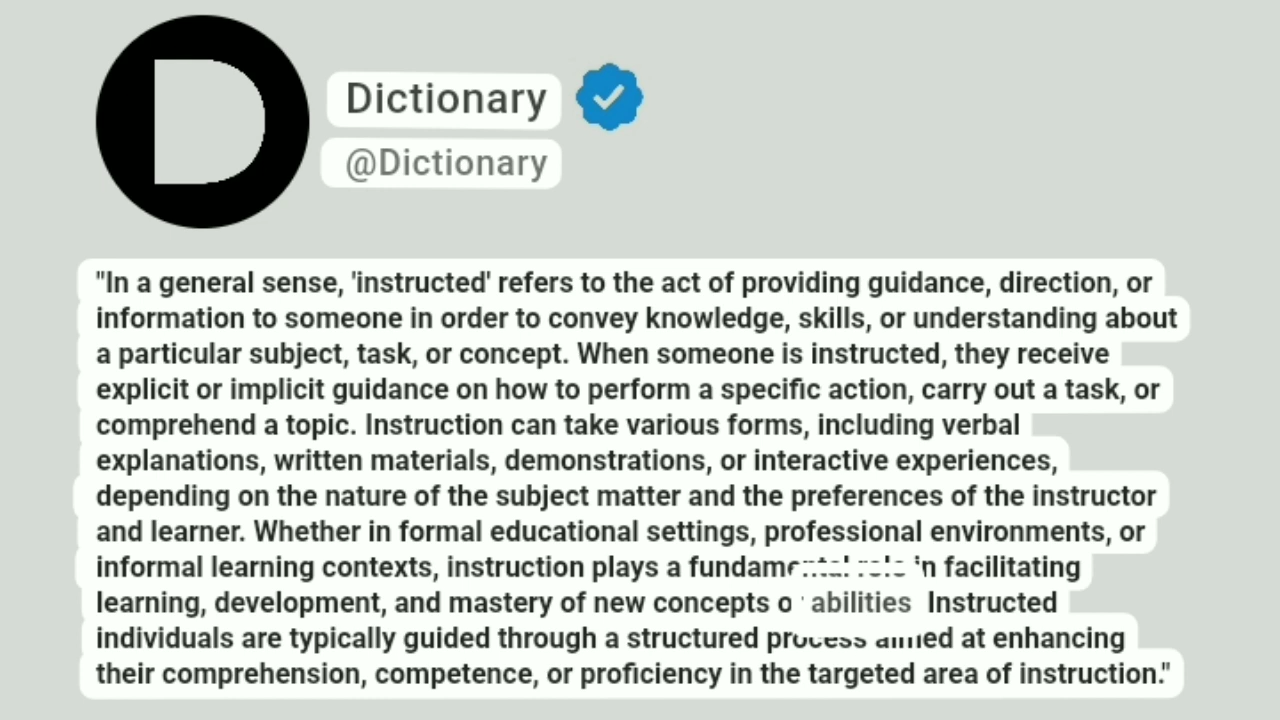 D
Dictionary
@Dictionary
"In a general sense, 'instructed' refers to the act of providing guidance, direction, or
information to someone in order to convey knowledge, skills, or understanding about
a particular subject, task, or concept. When someone is instructed, they receive
explicit or implicit guidance on how to perform a specific action, carry out a task, or
comprehend a topic. Instruction can take various forms, including verbal
explanations, written materials, demonstrations, or interactive experiences,
depending on the nature of the subject matter and the preferences of the instructor
and learner. Whether in formal educational settings, professional environments, or
informal learning contexts, instruction plays a fundamental role in facilitating
learning, development, and mastery of new concepts abilities Instructed
individuals are typically guided through a structured process aimed at enhancing
their comprehension, competence, or proficiency in the targeted area of instruction."